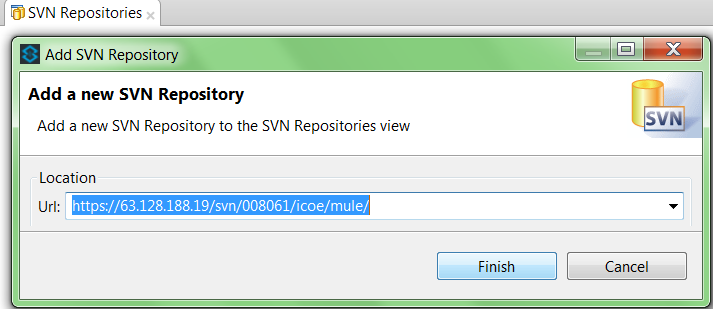 SVN Repositories
Add SVN Repository
Add a new SVN Repository
Add a new SVN Repository to the SVN Repositories view
SVN
Location
Url: https://63.128.188.19/svn/008061/icoe/mule/
Finish Cancel